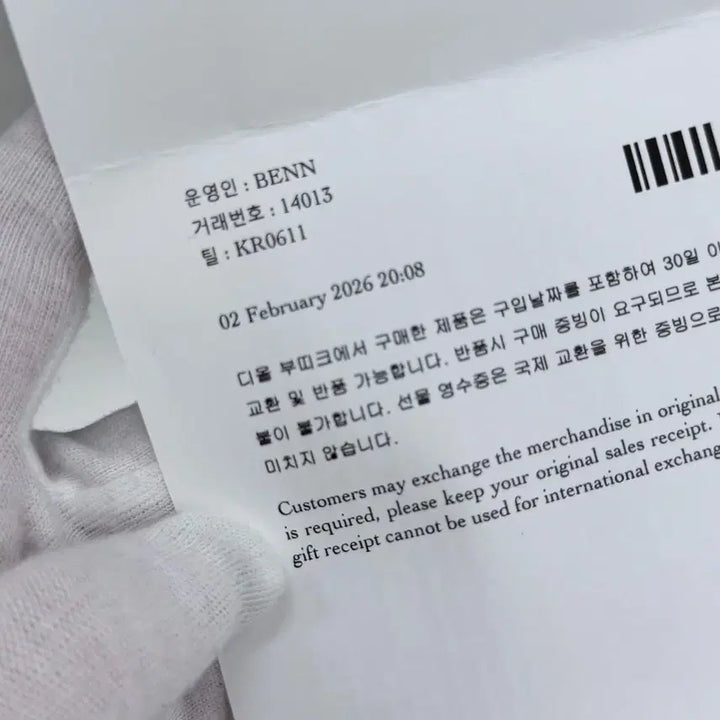 운영인 : BENN
거래번호 : 14013
틸 : KR0611
02 February 2026 20:08
디올 부띠크에서 구매한 제품은 구입날짜를 포함하여 30일
교환 및 반품 가능합니다. 반품시 구매 증빙이 요구되므로 본
불이 불가합니다. 선물 영수증은 국제 교환을 위한 증빙으로
미치지 않습니다.
Customers may exchange the merchandise in original
is required, please keep your original sales receipt.
gift receipt cannot be used for international exchang